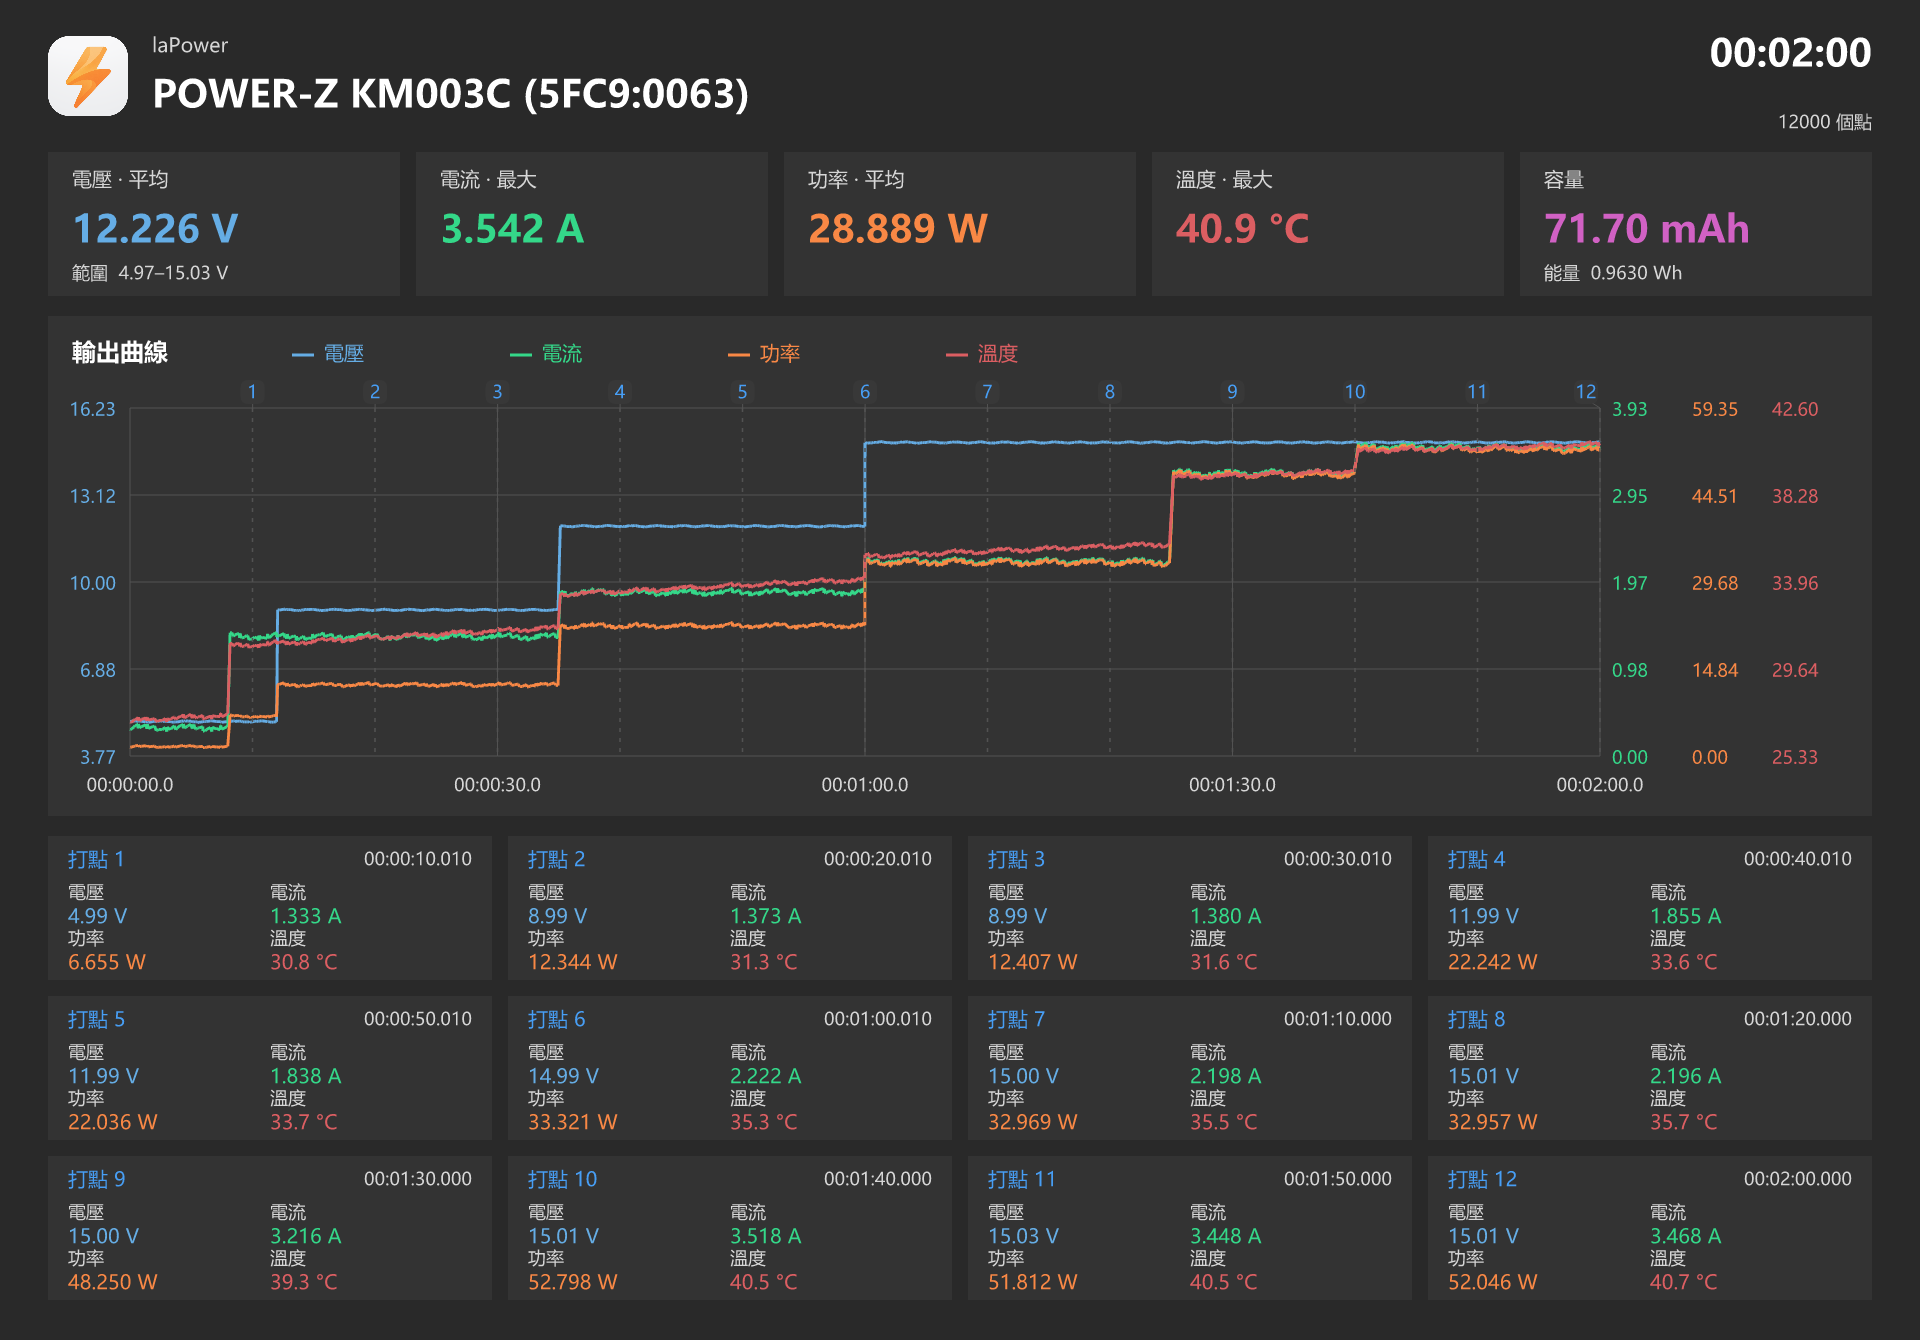 laPower
POWER-Z KM003C (5FC9:0063)
00:02:00
12000 個點
電壓 · 平均
12.226 V
範圍 4.97–15.03 V
電流 · 最大
3.542 A
功率 · 平均
28.889 W
溫度 · 最大
40.9 °C
容量
71.70 mAh
能量 0.9630 Wh
輸出曲線
電壓 電流 功率 溫度
1 2 3 4 5 6 7 8 9 10 11 12
16.23 3.93 59.35 42.60
13.12 2.95 44.51 38.28
10.00 1.97 29.68 33.96
6.88 0.98 14.84 29.64
3.77 0.00 0.00 25.33
00:00:00.0 00:00:30.0 00:01:00.0 00:01:30.0 00:02:00.0
打點 1 00:00:10.010
電壓 電流
4.99 V 1.333 A
功率 溫度
6.655 W 30.8 °C
打點 2 00:00:20.010
電壓 電流
8.99 V 1.373 A
功率 溫度
12.344 W 31.3 °C
打點 3 00:00:30.010
電壓 電流
8.99 V 1.380 A
功率 溫度
12.407 W 31.6 °C
打點 4 00:00:40.010
電壓 電流
11.99 V 1.855 A
功率 溫度
22.242 W 33.6 °C
打點 5 00:00:50.010
電壓 電流
11.99 V 1.838 A
功率 溫度
22.036 W 33.7 °C
打點 6 00:01:00.010
電壓 電流
14.99 V 2.222 A
功率 溫度
33.321 W 35.3 °C
打點 7 00:01:10.000
電壓 電流
15.00 V 2.198 A
功率 溫度
32.969 W 35.5 °C
打點 8 00:01:20.000
電壓 電流
15.01 V 2.196 A
功率 溫度
32.957 W 35.7 °C
打點 9 00:01:30.000
電壓 電流
15.00 V 3.216 A
功率 溫度
48.250 W 39.3 °C
打點 10 00:01:40.000
電壓 電流
15.01 V 3.518 A
功率 溫度
52.798 W 40.5 °C
打點 11 00:01:50.000
電壓 電流
15.03 V 3.448 A
功率 溫度
51.812 W 40.5 °C
打點 12 00:02:00.000
電壓 電流
15.01 V 3.468 A
功率 溫度
52.046 W 40.7 °C